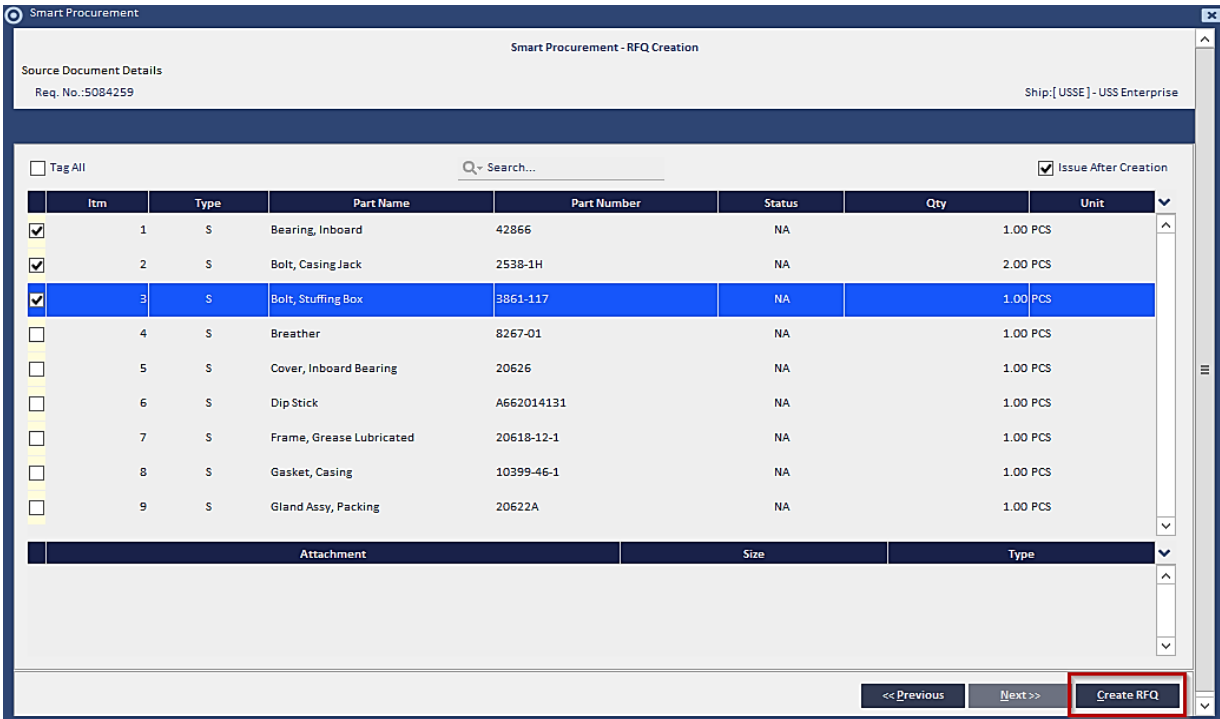 Smart Procurement
Smart Procurement - RFQ Creation
Source Document Details
Req. No.:5084259 Ship:[ USSE ] - USS Enterprise
Tag All Search... Issue After Creation
Itm Type Part Name Part Number Status Qty Unit
1 S Bearing, Inboard 42866 NA 1.00 PCS
2 S Bolt, Casing Jack 2538-1H NA 2.00 PCS
3 S Bolt, Stuffing Box 3861-117 NA 1.00 PCS
4 S Breather 8267-01 NA 1.00 PCS
5 S Cover, Inboard Bearing 20626 NA 1.00 PCS
6 S Dip Stick A662014131 NA 1.00 PCS
7 S Frame, Grease Lubricated 20618-12-1 NA 1.00 PCS
8 S Gasket, Casing 10399-46-1 NA 1.00 PCS
9 S Gland Assy, Packing 20622A NA 1.00 PCS
Attachment Size Type
<< Previous Next >> Create RFQ